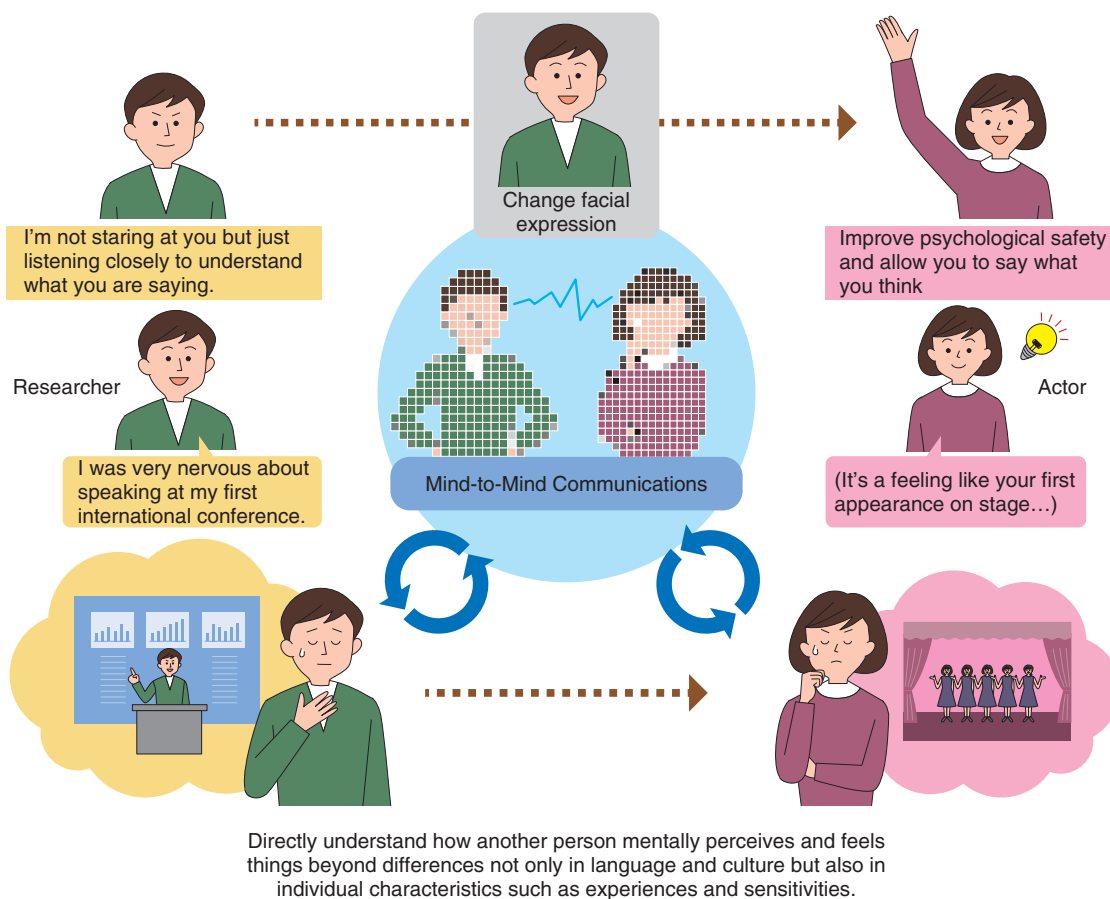 Change facial
expression
I'm not staring at you but just
listening closely to understand
what you are saying.
Improve psychological safety
and allow you to say what
you think
Researcher
Actor
I was very nervous about
speaking at my first
international conference.
Mind-to-Mind Communications
(It's a feeling like your first
appearance on stage…)
Directly understand how another person mentally perceives and feels
things beyond differences not only in language and culture but also in
individual characteristics such as experiences and sensitivities.